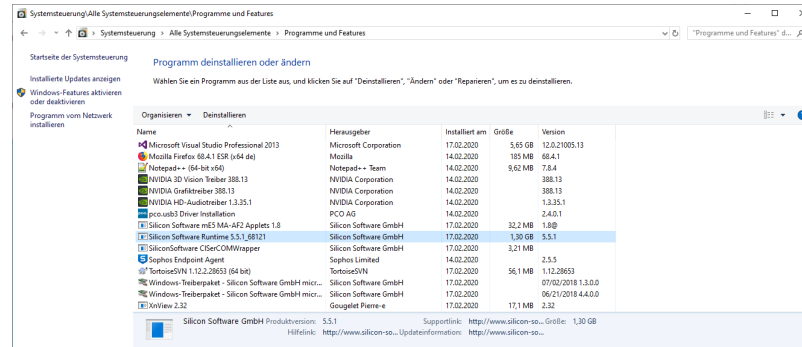 Systemsteuerung\Alle Systemsteuerungselemente\Programme und Features
Systemsteuerung > Alle Systemsteuerungselemente > Programme und Features
"Programme und Features" d...
Startseite der Systemsteuerung
Installierte Updates anzeigen
Windows-Features aktivieren
oder deaktivieren
Programm vom Netzwerk
installieren
Programm deinstallieren oder ändern
Wählen Sie ein Programm aus der Liste aus, und klicken Sie auf "Deinstallieren", "Ändern" oder "Reparieren", um es zu deinstallieren.
Organisieren Deinstallieren
Name Herausgeber Installiert am Größe Version
Microsoft Visual Studio Professional 2013 Microsoft Corporation 17.02.2020 5,65 GB 12.0.21005.13
Mozilla Firefox 68.4.1 ESR (x64 de) Mozilla 14.02.2020 185 MB 68.4.1
Notepad++ (64-bit x64) Notepad++ Team 14.02.2020 9,62 MB 7.8.4
NVIDIA 3D Vision Treiber 388.13 NVIDIA Corporation 17.02.2020 388.13
NVIDIA Grafiktreiber 388.13 NVIDIA Corporation 17.02.2020 388.13
NVIDIA HD-Audiotreiber 1.3.35.1 NVIDIA Corporation 17.02.2020 1.3.35.1
pco.usb3 Driver Installation PCO AG 14.02.2020 2.4.0.1
Silicon Software mE5 MA-AF2 Applets 1.8 Silicon Software GmbH 17.02.2020 32,2 MB 1.8@
Silicon Software Runtime 5.5.1_68121 Silicon Software GmbH 17.02.2020 1,30 GB 5.5.1
SiliconSoftware CISerCOMWrapper Silicon Software GmbH 17.02.2020 3,21 MB
Sophos Endpoint Agent Sophos Limited 14.02.2020 2.5.5
TortoiseSVN 1.12.2.28653 (64 bit) TortoiseSVN 17.02.2020 56,1 MB 1.12.28653
Windows-Treiberpaket - Silicon Software GmbH micr... Silicon Software GmbH 17.02.2020 07/02/2018 1.3.0.0
Windows-Treiberpaket - Silicon Software GmbH micr... Silicon Software GmbH 17.02.2020 06/21/2018 4.4.0.0
XnView 2.32 Gougelet Pierre-e 17.02.2020 17,1 MB 2.32
Silicon Software GmbH Produktversion: 5.5.1 Supportlink: http://www.silicon-so... Größe: 1,30 GB
Hilfelink: http://www.silicon-so... Updateinformation: http://www.silicon-so...